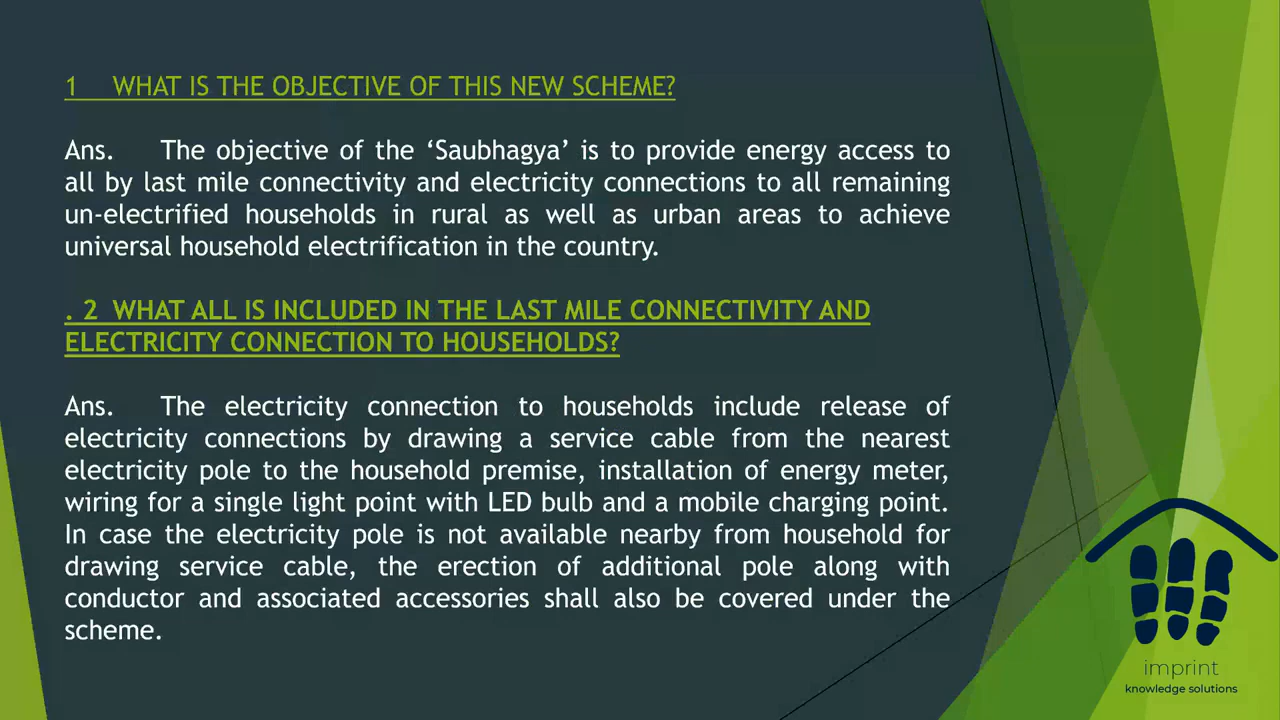 1 WHAT IS THE OBJECTIVE OF THIS NEW SCHEME?
Ans. The objective of the ‘Saubhagya’ is to provide energy access to
all by last mile connectivity and electricity connections to all remaining
un-electrified households in rural as well as urban areas to achieve
universal household electrification in the country.
. 2 WHAT ALL IS INCLUDED IN THE LAST MILE CONNECTIVITY AND
ELECTRICITY CONNECTION TO HOUSEHOLDS?
Ans. The electricity connection to households include release of
electricity connections by drawing a service cable from the nearest
electricity pole to the household premise, installation of energy meter,
wiring for a single light point with LED bulb and a mobile charging point.
In case the electricity pole is not available nearby from household for
drawing service cable, the erection of additional pole along with
conductor and associated accessories shall also be covered under the
scheme.
imprint
knowledge solutions